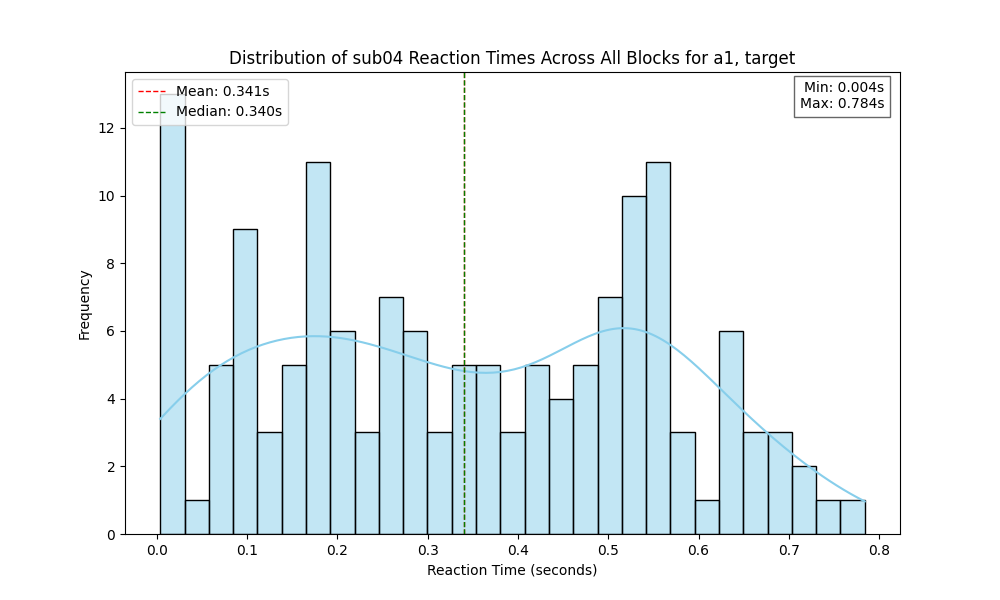 Distribution of sub04 Reaction Times Across All Blocks for a1, target
Mean: 0.341s
Median: 0.340s
Min: 0.004s
Max: 0.784s
Frequency
12
10
8
6
4
2
0
0.0 0.1 0.2 0.3 0.4 0.5 0.6 0.7 0.8
Reaction Time (seconds)